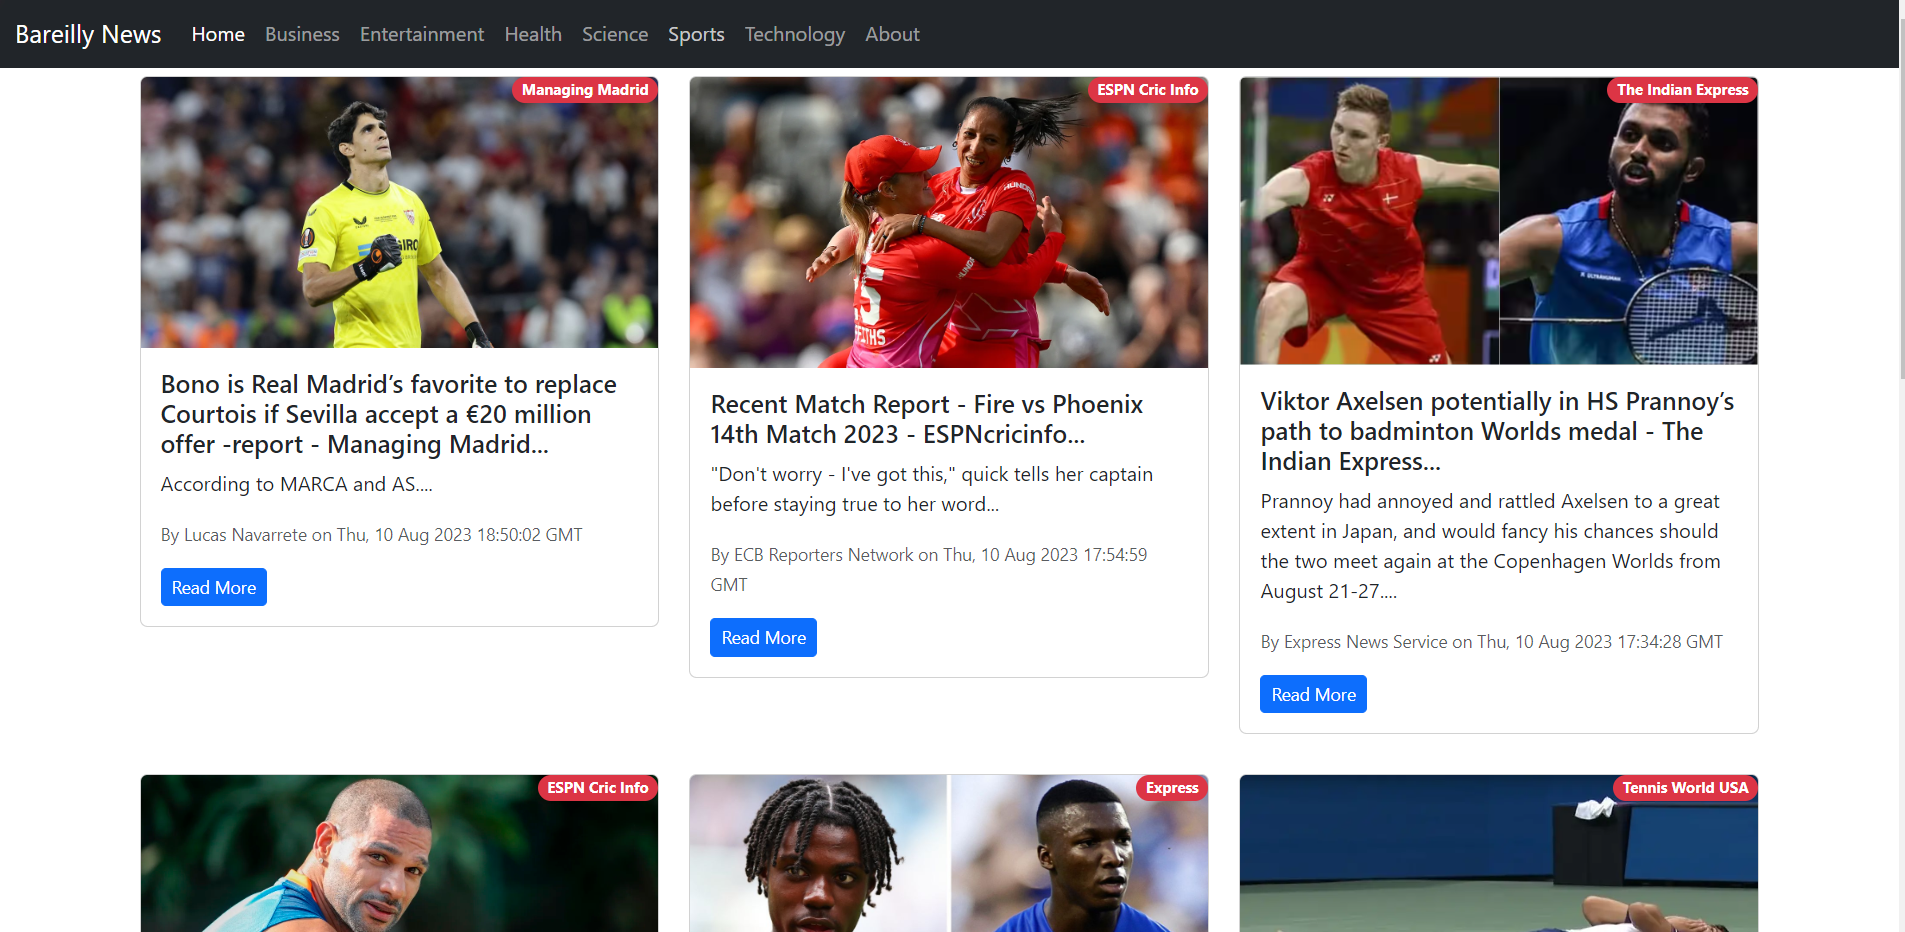 Bareilly News Home Business Entertainment Health Science Sports Technology About
Managing Madrid
GIRO
Bono is Real Madrid’s favorite to replace
Courtois if Sevilla accept a €20 million
offer -report - Managing Madrid...
According to MARCA and AS....
By Lucas Navarrete on Thu, 10 Aug 2023 18:50:02 GMT
Read More
ESPN Cric Info
HUNDRED
5
Recent Match Report - Fire vs Phoenix
14th Match 2023 - ESPNcricinfo...
"Don't worry - I've got this," quick tells her captain
before staying true to her word...
By ECB Reporters Network on Thu, 10 Aug 2023 17:54:59
GMT
Read More
The Indian Express
Viktor Axelsen potentially in HS Prannoy’s
path to badminton Worlds medal - The
Indian Express...
Prannoy had annoyed and rattled Axelsen to a great
extent in Japan, and would fancy his chances should
the two meet again at the Copenhagen Worlds from
August 21-27....
By Express News Service on Thu, 10 Aug 2023 17:34:28 GMT
Read More
ESPN Cric Info
Express
Tennis World USA